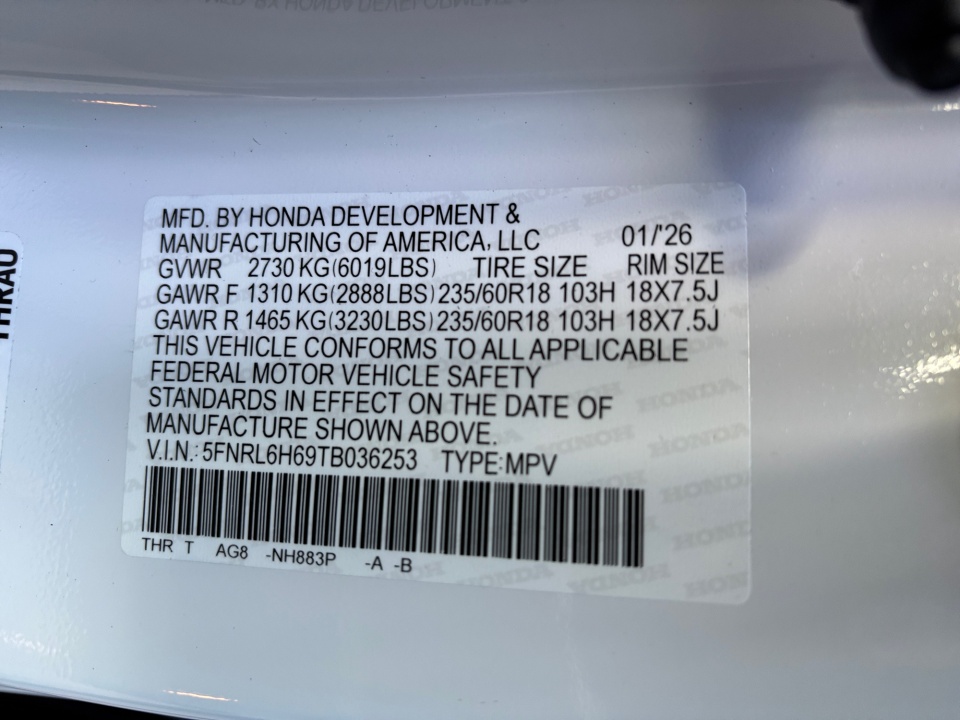 MFD. BY HONDA DEVELOPMENT &
MANUFACTURING OF AMERICA, LLC 01/'26
GVWR 2730 KG(6019LBS) TIRE SIZE RIM SIZE
GAWR F 1310 KG(2888LBS) 235/60R18 103H 18X7.5J
GAWR R 1465 KG(3230LBS) 235/60R18 103H 18X7.5J
THIS VEHICLE CONFORMS TO ALL APPLICABLE
FEDERAL MOTOR VEHICLE SAFETY
STANDARDS IN EFFECT ON THE DATE OF
MANUFACTURE SHOWN ABOVE.
V.I.N.: 5FNRL6H69TB036253 TYPE:MPV
THR T AG8 -NH883P -A -B
THRAU